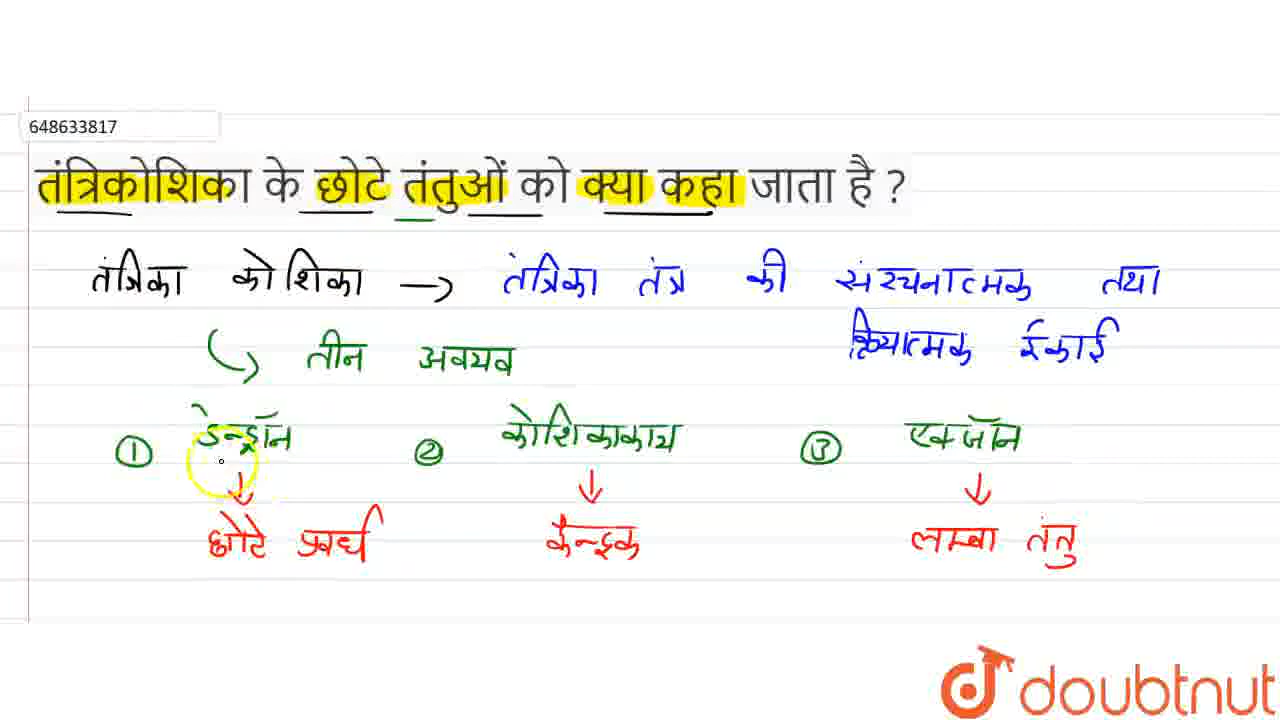 648633817
तंत्रिकोशिका के छोटे तंतुओं को क्या कहा जाता है ?
तंत्रिका कोशिका → तंत्रिका तंत्र की संरचनात्मक तथा
क्रियात्मक ईकाई
↳ तीन अवयव
① डेन्ड्रॉन ② कोशिकाकाय ③ एक्जॉन
↓ ↓ ↓
छोटे प्रवर्ध केन्द्रक लम्बा तंतु
doubtnut